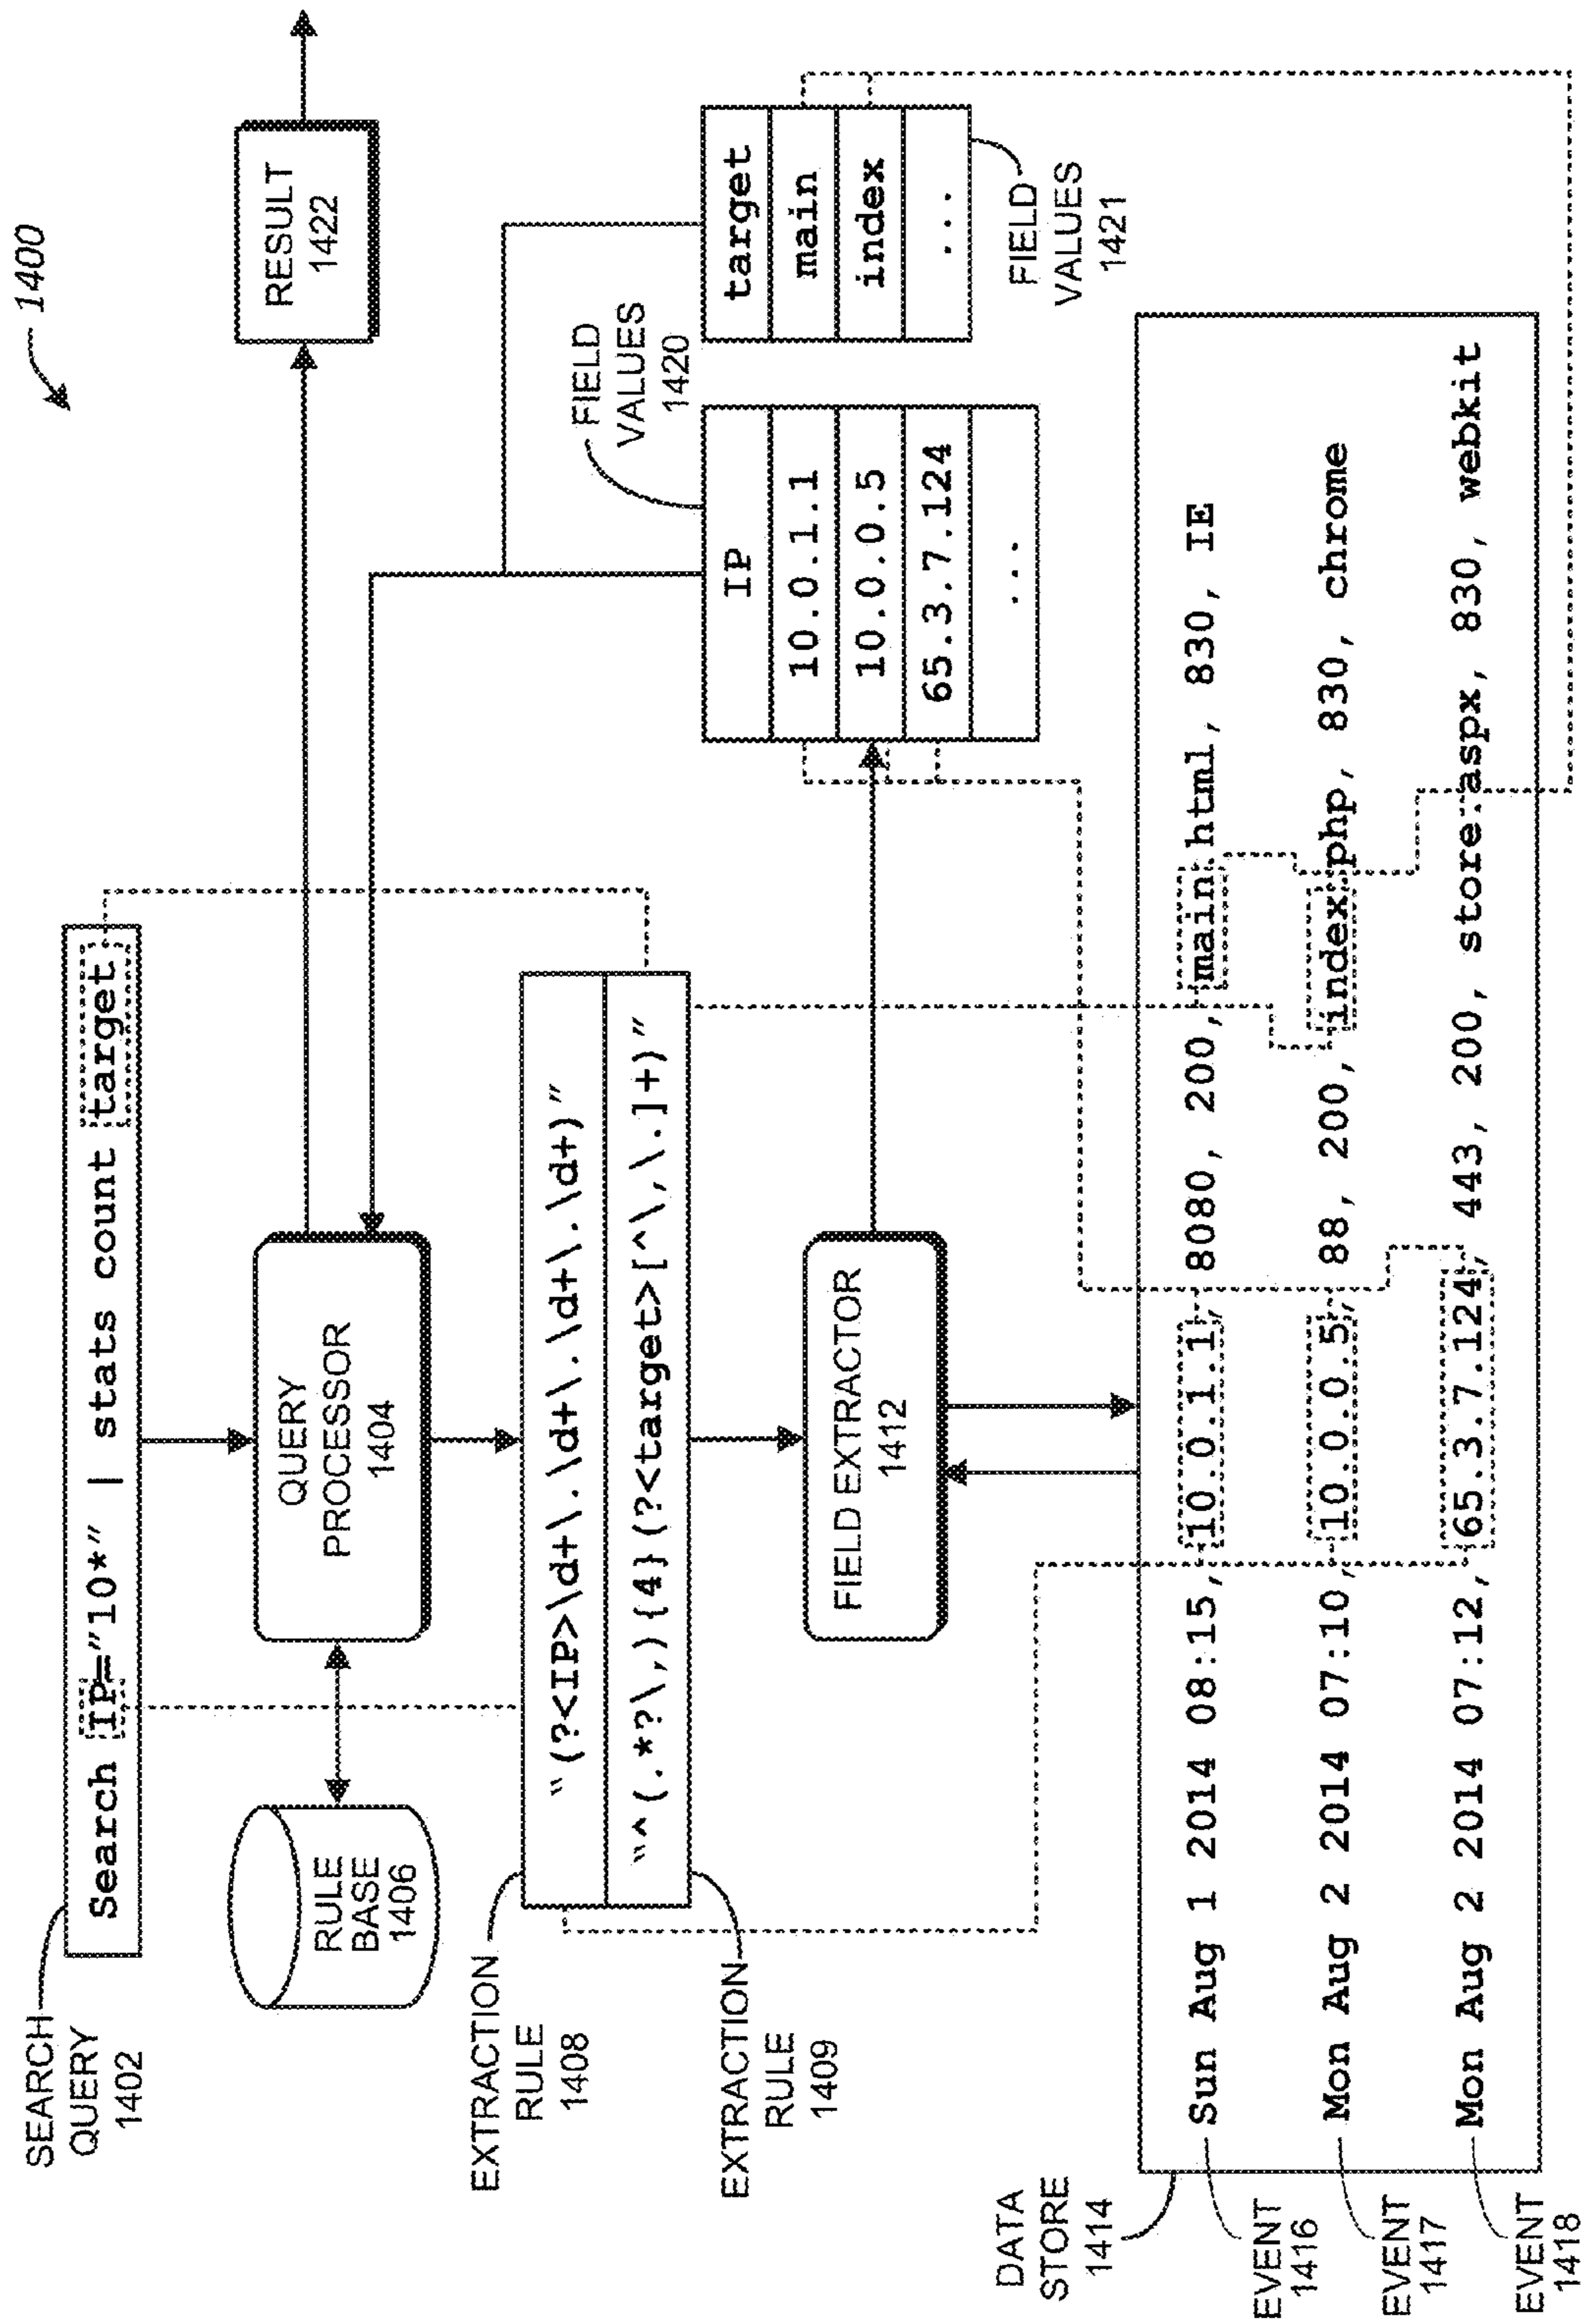 1400
SEARCH
QUERY
1402
Search IP="10*" | stats count target
RULE
BASE
1406
QUERY
PROCESSOR
1404
RESULT
1422
EXTRACTION
RULE
1408
"(?<IP>\d+\.\d+\.\d+\.\d+)"
"^(.*?\,){4}(?<target>[^\,\.]+)"
EXTRACTION
RULE
1409
FIELD EXTRACTOR
1412
FIELD
VALUES
1420
IP
10.0.1.1
10.0.0.5
65.3.7.124
...
target
main
index
...
FIELD
VALUES
1421
DATA
STORE
1414
EVENT
1416
Sun Aug 1 2014 08:15, 10.0.1.1, 8080, 200, main.html, 830, IE
EVENT
1417
Mon Aug 2 2014 07:10, 10.0.0.5, 88, 200, index.php, 830, chrome
EVENT
1418
Mon Aug 2 2014 07:12, 65.3.7.124, 443, 200, store.aspx, 830, webkit